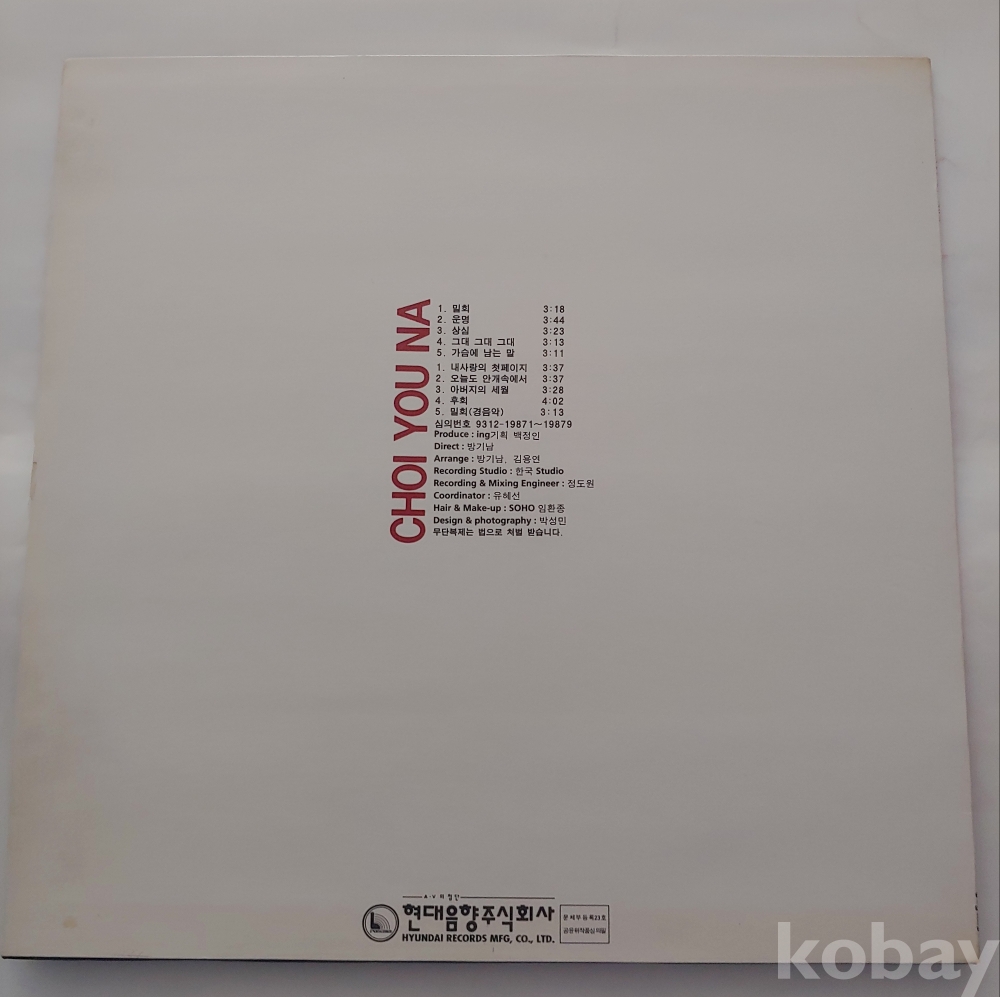 CHOI YOU NA
1. 밀회 3:18
2. 운명 3:44
3. 상심 3:23
4. 그대 그대 그대 3:13
5. 가슴에 남는 말 3:11
1. 내사랑의 첫페이지 3:37
2. 오늘도 안개속에서 3:37
3. 아버지의 세월 3:28
4. 후회 4:02
5. 밀회(경음악) 3:13
심의번호 9312-19871~19879
Produce : ing기획 백정인
Direct : 방기남
Arrange : 방기남, 김용연
Recording Studio : 한국 Studio
Recording & Mixing Engineer : 정도원
Coordinator : 유혜선
Hair & Make-up : SOHO 임환종
Design & photography : 박성민
무단복제는 법으로 처벌 받습니다.
현대음향주식회사
HYUNDAI RECORDS MFG, CO., LTD.
문체부등록23호
kobay